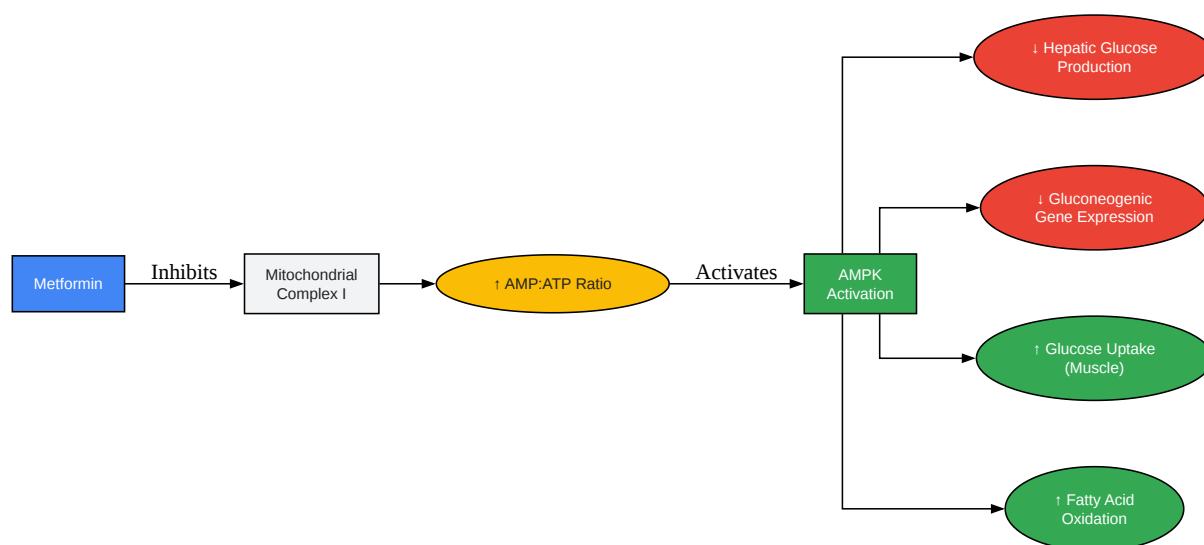 Metformin
Inhibits
Mitochondrial
Complex I
↑ AMP:ATP Ratio
Activates
AMPK
Activation
↓ Hepatic Glucose
Production
↓ Gluconeogenic
Gene Expression
↑ Glucose Uptake
(Muscle)
↑ Fatty Acid
Oxidation